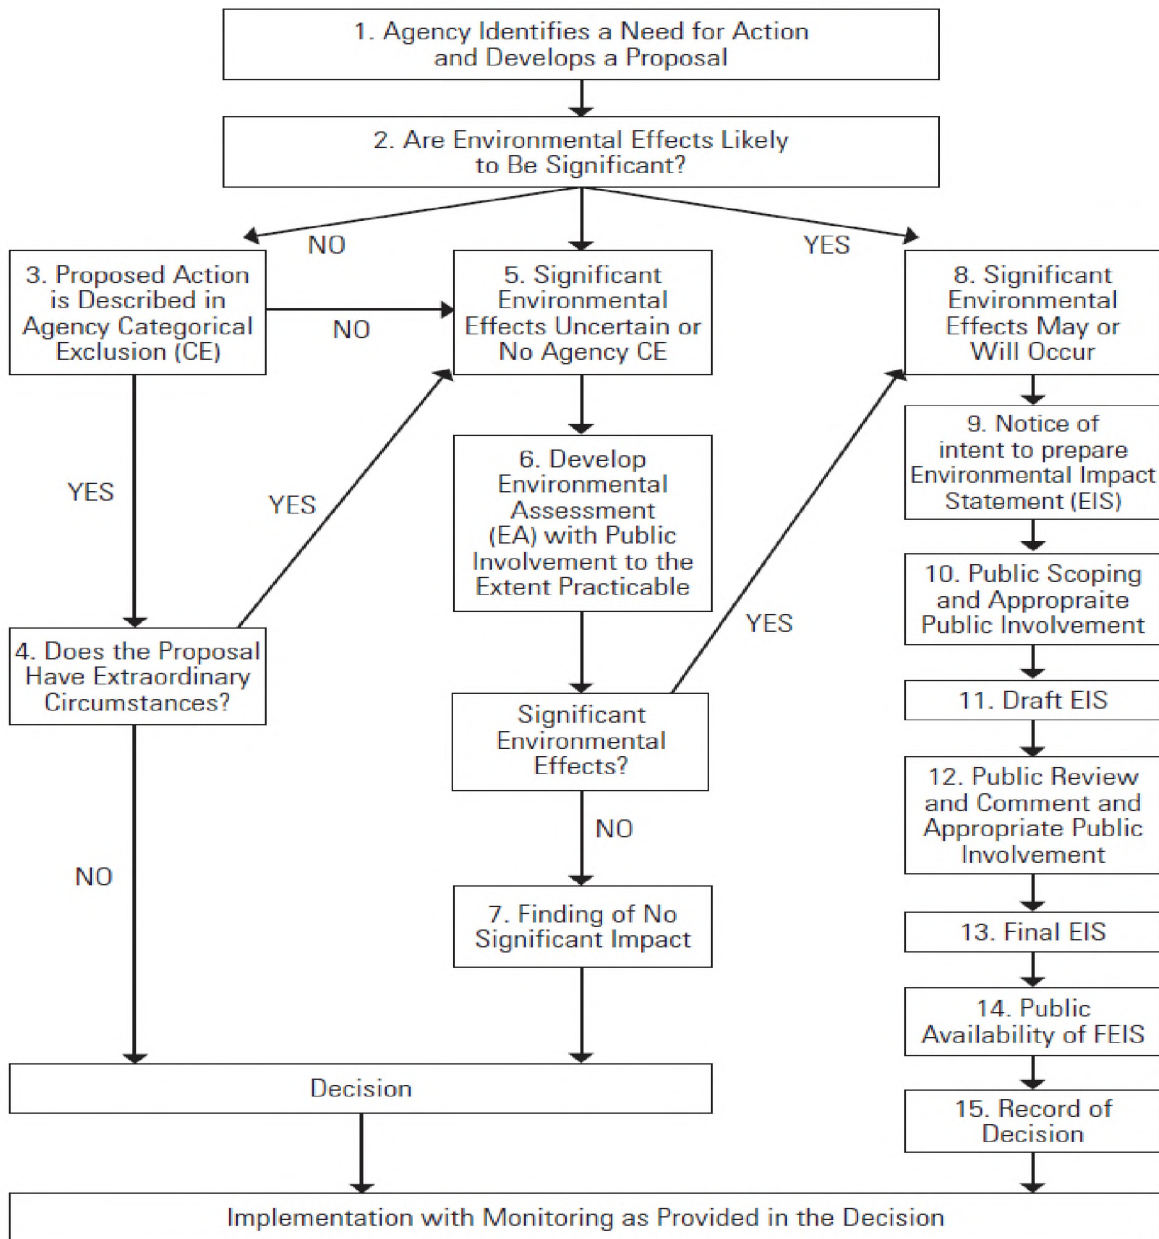 1. Agency Identifies a Need for Action
and Develops a Proposal
2. Are Environmental Effects Likely
to Be Significant?
NO
YES
3. Proposed Action
is Described in
Agency Categorical
Exclusion (CE)
NO
5. Significant
Environmental
Effects Uncertain or
No Agency CE
8. Significant
Environmental
Effects May or
Will Occur
YES
YES
6. Develop
Environmental
Assessment
(EA) with Public
Involvement to the
Extent Practicable
9. Notice of
intent to prepare
Environmental Impact
Statement (EIS)
10. Public Scoping
and Appropraite
Public Involvement
YES
4. Does the Proposal
Have Extraordinary
Circumstances?
Significant
Environmental
Effects?
11. Draft EIS
12. Public Review
and Comment and
Appropriate Public
Involvement
NO
NO
7. Finding of No
Significant Impact
13. Final EIS
14. Public
Availability of FEIS
Decision
15. Record of
Decision
Implementation with Monitoring as Provided in the Decision